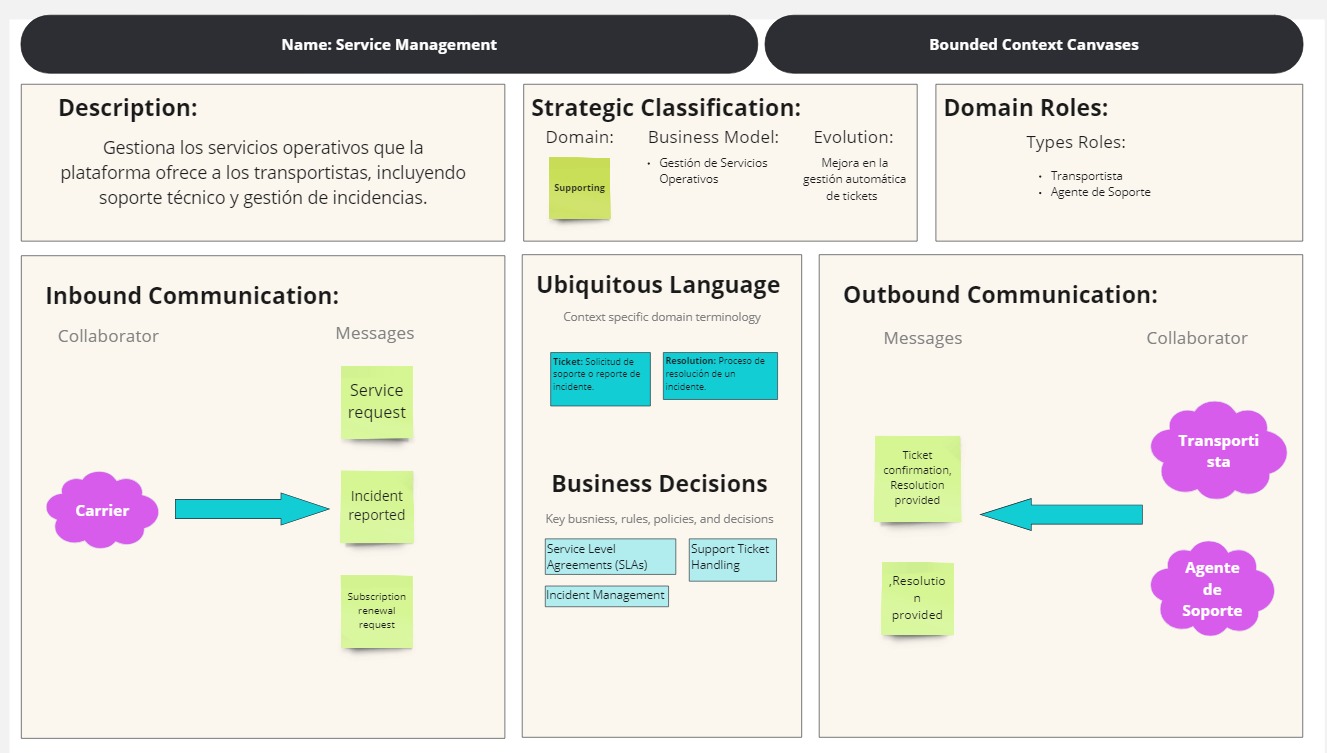 Name: Service Management
Bounded Context Canvases
Description:
Gestiona los servicios operativos que la
plataforma ofrece a los transportistas, incluyendo
soporte técnico y gestión de incidencias.
Strategic Classification:
Domain:
Supporting
Business Model:
• Gestión de Servicios
Operativos
Evolution:
Mejora en la
gestión automática
de tickets
Domain Roles:
Types Roles:
• Transportista
• Agente de Soporte
Inbound Communication:
Collaborator
Messages
Carrier
Service
request
Incident
reported
Subscription
renewal
request
Ubiquitous Language
Context specific domain terminology
Ticket: Solicitud de
soporte o reporte de
incidente.
Resolution: Proceso de
resolución de un
incidente.
Business Decisions
Key busniess, rules, policies, and decisions
Service Level
Agreements (SLAs)
Support Ticket
Handling
Incident Management
Outbound Communication:
Messages
Collaborator
Ticket
confirmation,
Resolution
provided
,Resolutio
n
provided
Transporti
sta
Agente
de
Soporte